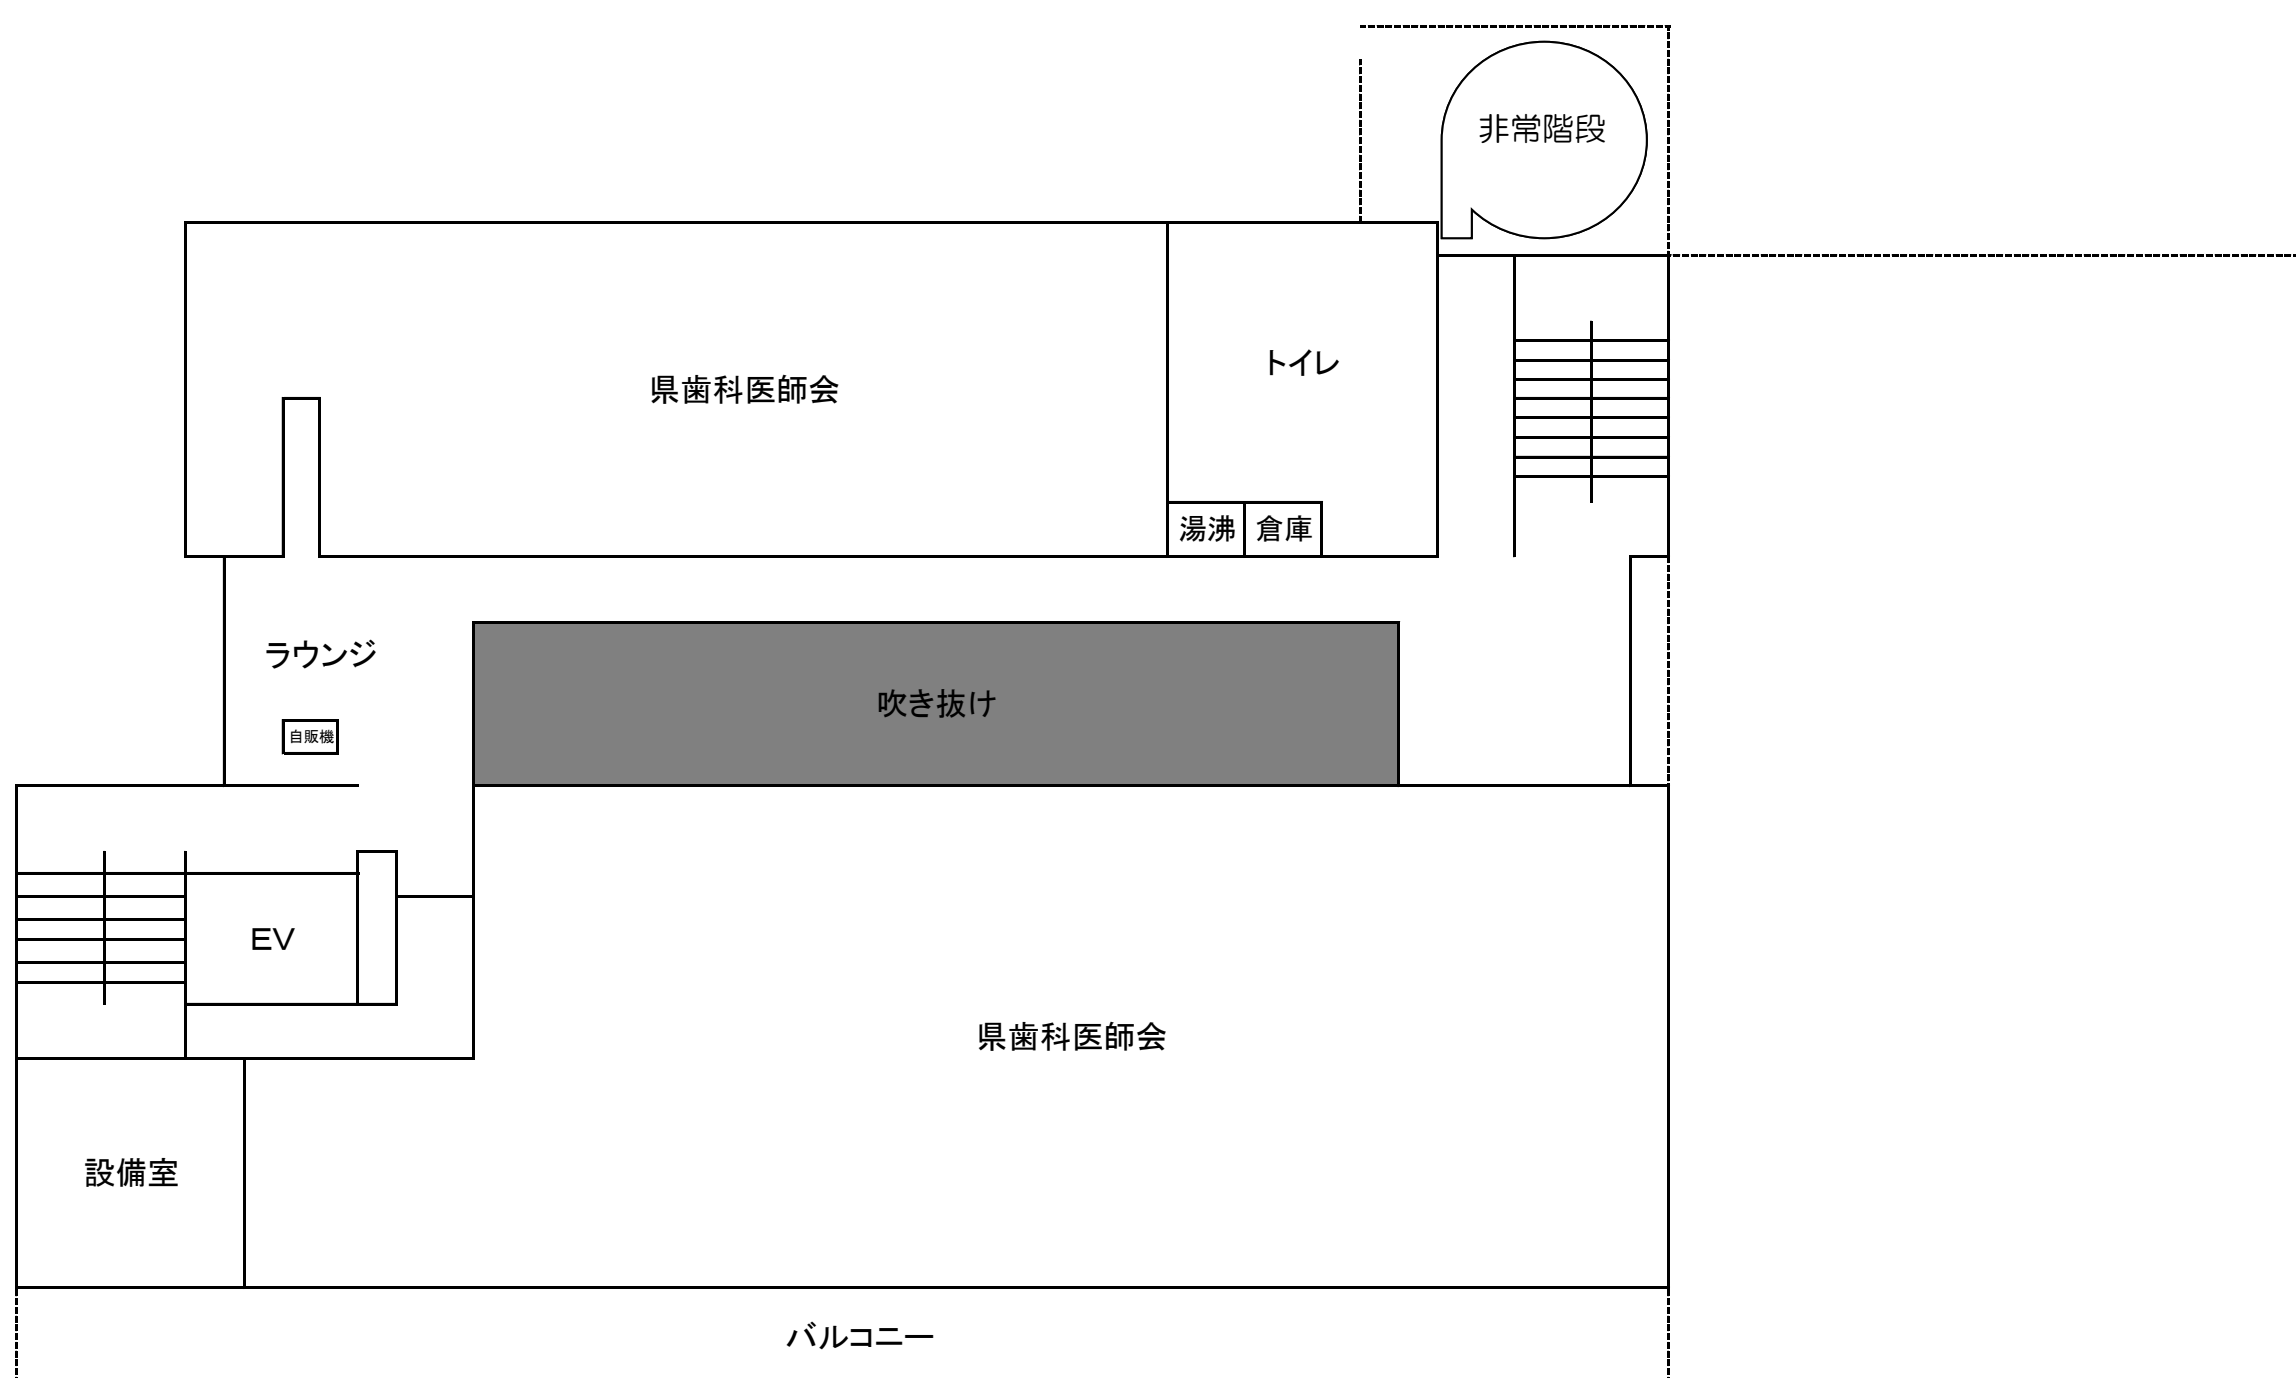 非常階段
県歯科医師会
トイレ
湯沸
倉庫
ラウンジ
吹き抜け
自販機
EV
県歯科医師会
設備室
バルコニー